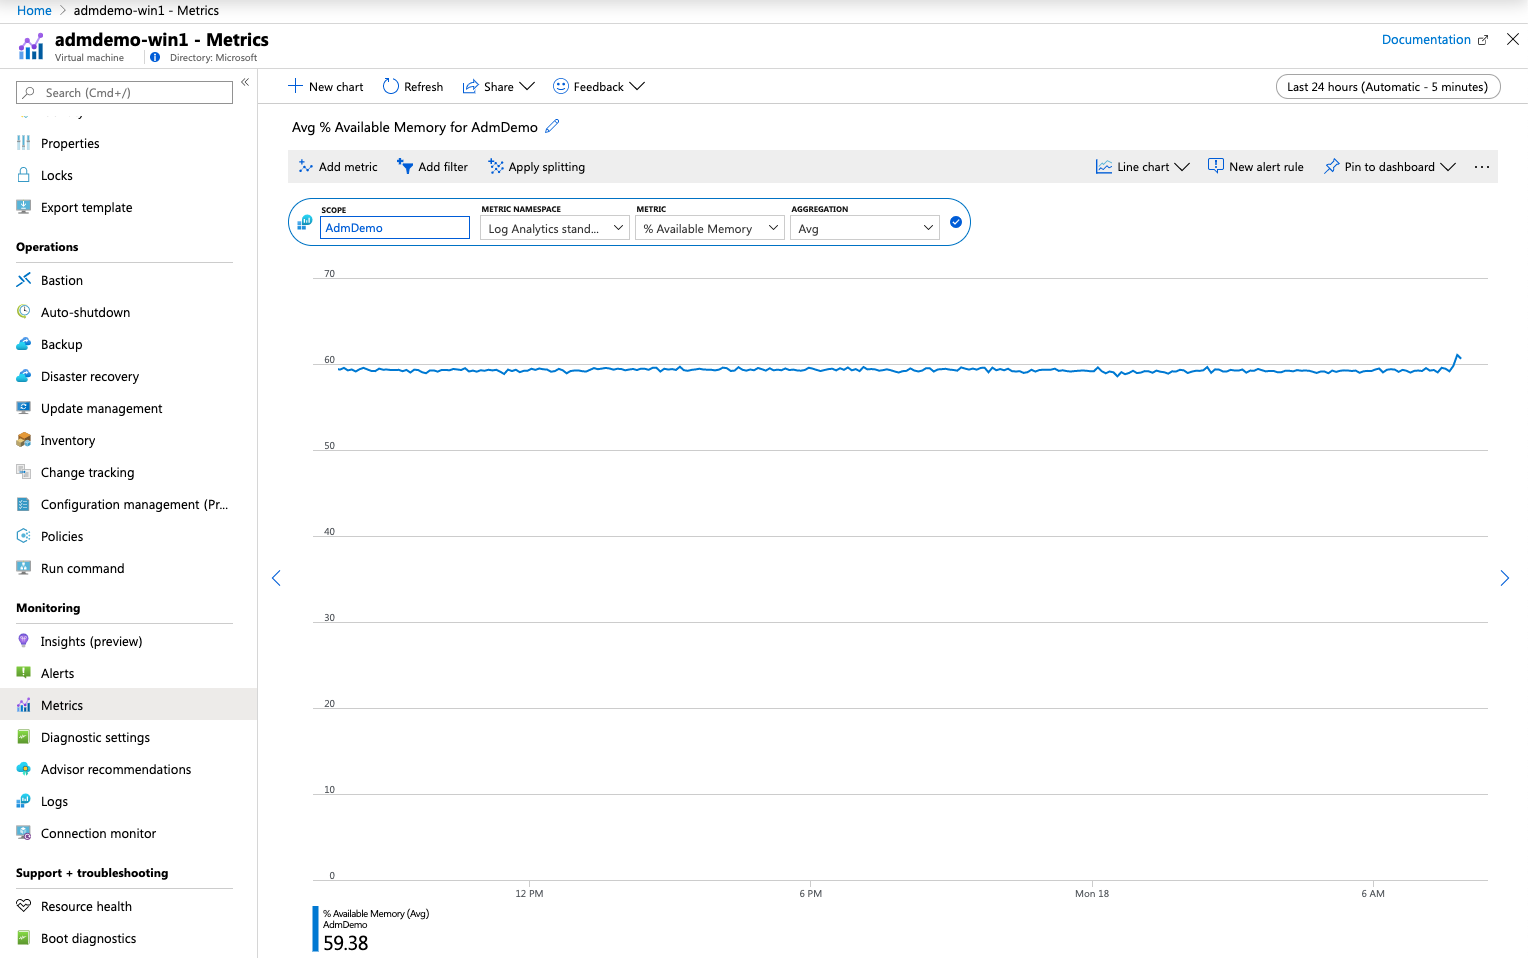 Home > admdemo-win1 - Metrics
admdemo-win1 - Metrics
Virtual machine
Directory: Microsoft
Documentation
Search (Cmd+/)
Properties
Locks
Export template
Operations
Bastion
Auto-shutdown
Backup
Disaster recovery
Update management
Inventory
Change tracking
Configuration management (Pr...
Policies
Run command
Monitoring
Insights (preview)
Alerts
Metrics
Diagnostic settings
Advisor recommendations
Logs
Connection monitor
Support + troubleshooting
Resource health
Boot diagnostics
New chart
Refresh
Share
Feedback
Last 24 hours (Automatic - 5 minutes)
Avg % Available Memory for AdmDemo
Add metric
Add filter
Apply splitting
Line chart
New alert rule
Pin to dashboard
...
SCOPE
AdmDemo
METRIC NAMESPACE
Log Analytics stand...
METRIC
% Available Memory
AGGREGATION
Avg
70
60
50
40
30
20
10
0
12 PM
6 PM
Mon 18
6 AM
% Available Memory (Avg)
AdmDemo
59.38